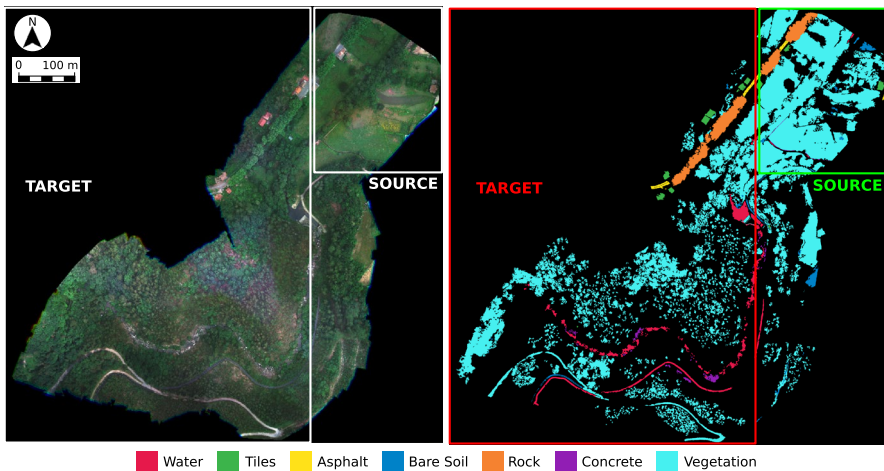 N
0 100 m
TARGET
SOURCE
TARGET
SOURCE
Water Tiles Asphalt Bare Soil Rock Concrete Vegetation